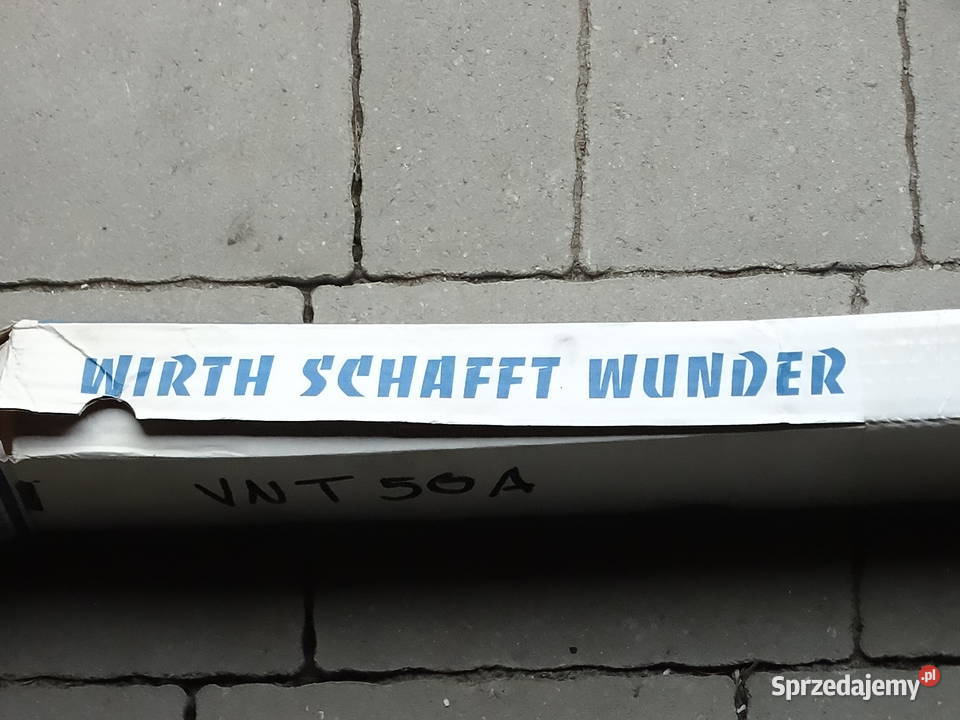 WIRTH SCHAFFT WUNDER
VNT 50A
Sprzedajemy.pl